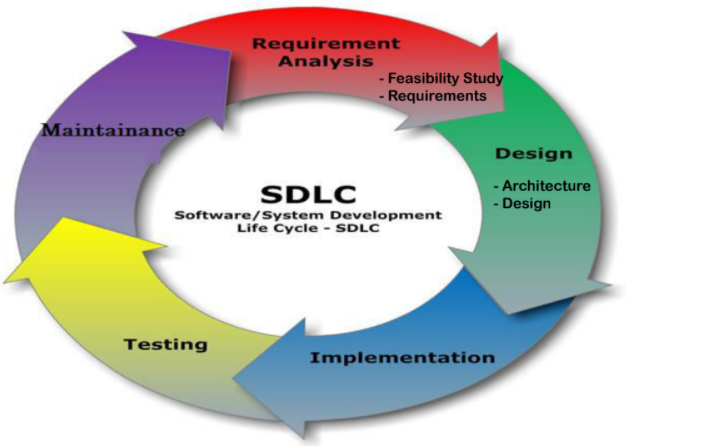 Requirement
Analysis
- Feasibility Study
- Requirements
Design
- Architecture
- Design
Implementation
Testing
Maintainance
SDLC
Software/System Development
Life Cycle - SDLC